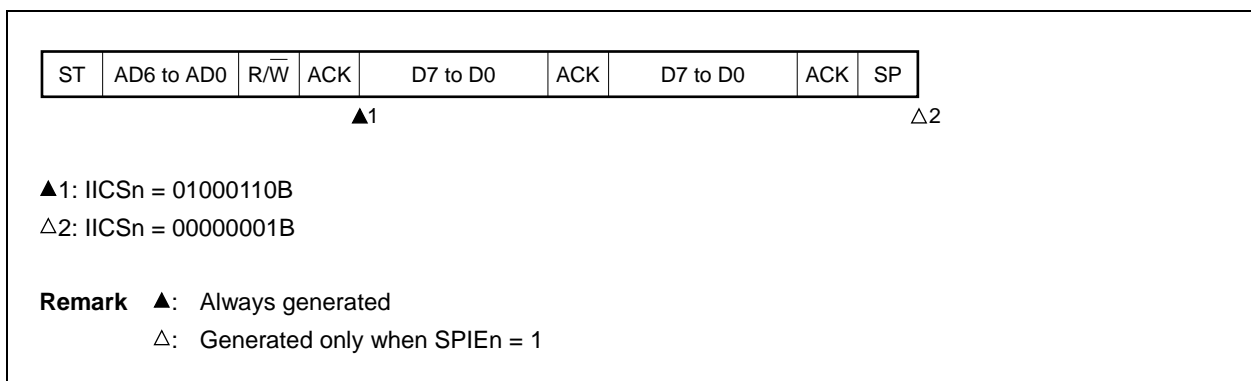 ST AD6 to AD0 R/W̅ ACK D7 to D0 ACK D7 to D0 ACK SP
▲1 △2
▲1: IICSn = 01000110B
△2: IICSn = 00000001B
Remark ▲: Always generated
△: Generated only when SPIEn = 1